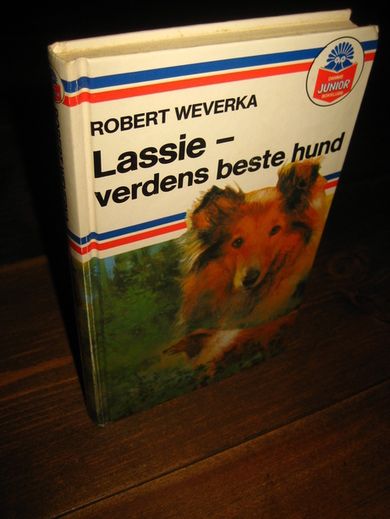 ROBERT WEVERKA
Lassie –
verdens beste hund
JUNIOR